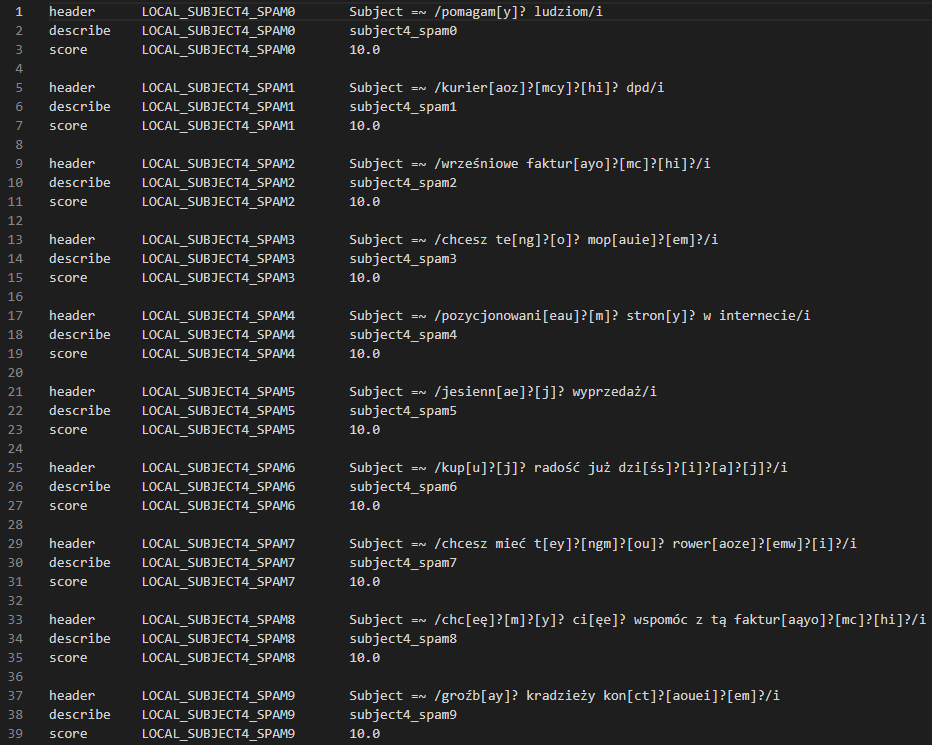 1 header LOCAL_SUBJECT4_SPAM0 Subject =~ /pomagam[y]? ludziom/i
2 describe LOCAL_SUBJECT4_SPAM0 subject4_spam0
3 score LOCAL_SUBJECT4_SPAM0 10.0
4
5 header LOCAL_SUBJECT4_SPAM1 Subject =~ /kurier[aoz]?[mcy]?[hi]? dpd/i
6 describe LOCAL_SUBJECT4_SPAM1 subject4_spam1
7 score LOCAL_SUBJECT4_SPAM1 10.0
8
9 header LOCAL_SUBJECT4_SPAM2 Subject =~ /wrześniowe faktur[ayo]?[mc]?[hi]?/i
10 describe LOCAL_SUBJECT4_SPAM2 subject4_spam2
11 score LOCAL_SUBJECT4_SPAM2 10.0
12
13 header LOCAL_SUBJECT4_SPAM3 Subject =~ /chcesz te[ng]?[o]? mop[auie]?[em]?/i
14 describe LOCAL_SUBJECT4_SPAM3 subject4_spam3
15 score LOCAL_SUBJECT4_SPAM3 10.0
16
17 header LOCAL_SUBJECT4_SPAM4 Subject =~ /pozycjonowani[eau]?[m]? stron[y]? w internecie/i
18 describe LOCAL_SUBJECT4_SPAM4 subject4_spam4
19 score LOCAL_SUBJECT4_SPAM4 10.0
20
21 header LOCAL_SUBJECT4_SPAM5 Subject =~ /jesienn[ae]?[j]? wyprzedaż/i
22 describe LOCAL_SUBJECT4_SPAM5 subject4_spam5
23 score LOCAL_SUBJECT4_SPAM5 10.0
24
25 header LOCAL_SUBJECT4_SPAM6 Subject =~ /kup[u]?[j]? radość już dzi[śs]?[i]?[a]?[j]?/i
26 describe LOCAL_SUBJECT4_SPAM6 subject4_spam6
27 score LOCAL_SUBJECT4_SPAM6 10.0
28
29 header LOCAL_SUBJECT4_SPAM7 Subject =~ /chcesz mieć t[ey]?[ngm]?[ou]? rower[aoze]?[emw]?[i]?/i
30 describe LOCAL_SUBJECT4_SPAM7 subject4_spam7
31 score LOCAL_SUBJECT4_SPAM7 10.0
32
33 header LOCAL_SUBJECT4_SPAM8 Subject =~ /chc[eę]?[m]?[y]? ci[ęe]? wspomóc z tą faktur[aąyo]?[mc]?[hi]?/i
34 describe LOCAL_SUBJECT4_SPAM8 subject4_spam8
35 score LOCAL_SUBJECT4_SPAM8 10.0
36
37 header LOCAL_SUBJECT4_SPAM9 Subject =~ /groźb[ay]? kradzieży kon[ct]?[aouei]?[em]?/i
38 describe LOCAL_SUBJECT4_SPAM9 subject4_spam9
39 score LOCAL_SUBJECT4_SPAM9 10.0